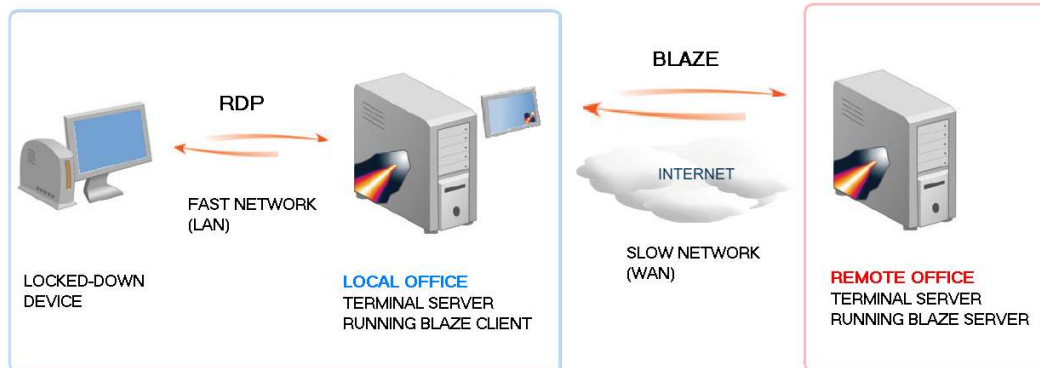 RDP
FAST NETWORK
(LAN)
LOCKED-DOWN
DEVICE
LOCAL OFFICE
TERMINAL SERVER
RUNNING BLAZE CLIENT
BLAZE
INTERNET
SLOW NETWORK
(WAN)
REMOTE OFFICE
TERMINAL SERVER
RUNNING BLAZE SERVER